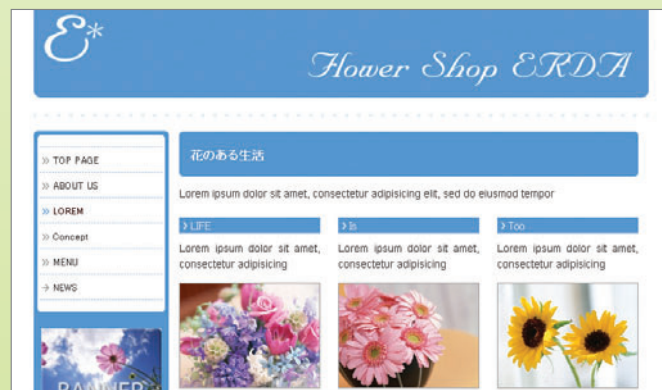 E*
Flower Shop ERDA
» TOP PAGE
» ABOUT US
» LOREM
» Concept
» MENU
→ NEWS
BANNER
花のある生活
Lorem ipsum dolor sit amet, consectetur adipisicing elit, sed do eiusmod tempor
> LIFE
Lorem ipsum dolor sit amet,
consectetur adipisicing
> Is
Lorem ipsum dolor sit amet,
consectetur adipisicing
> Too
Lorem ipsum dolor sit amet,
consectetur adipisicing